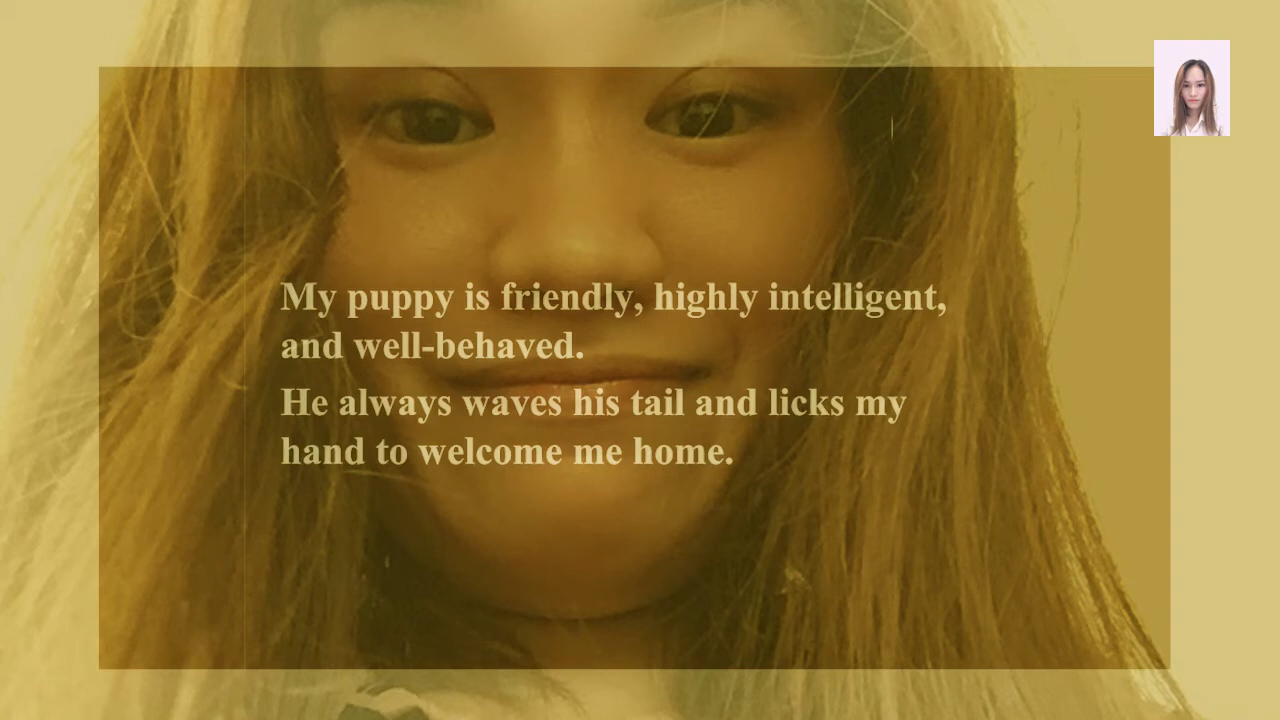 My puppy is friendly, highly intelligent,
and well-behaved.
He always waves his tail and licks my
hand to welcome me home.